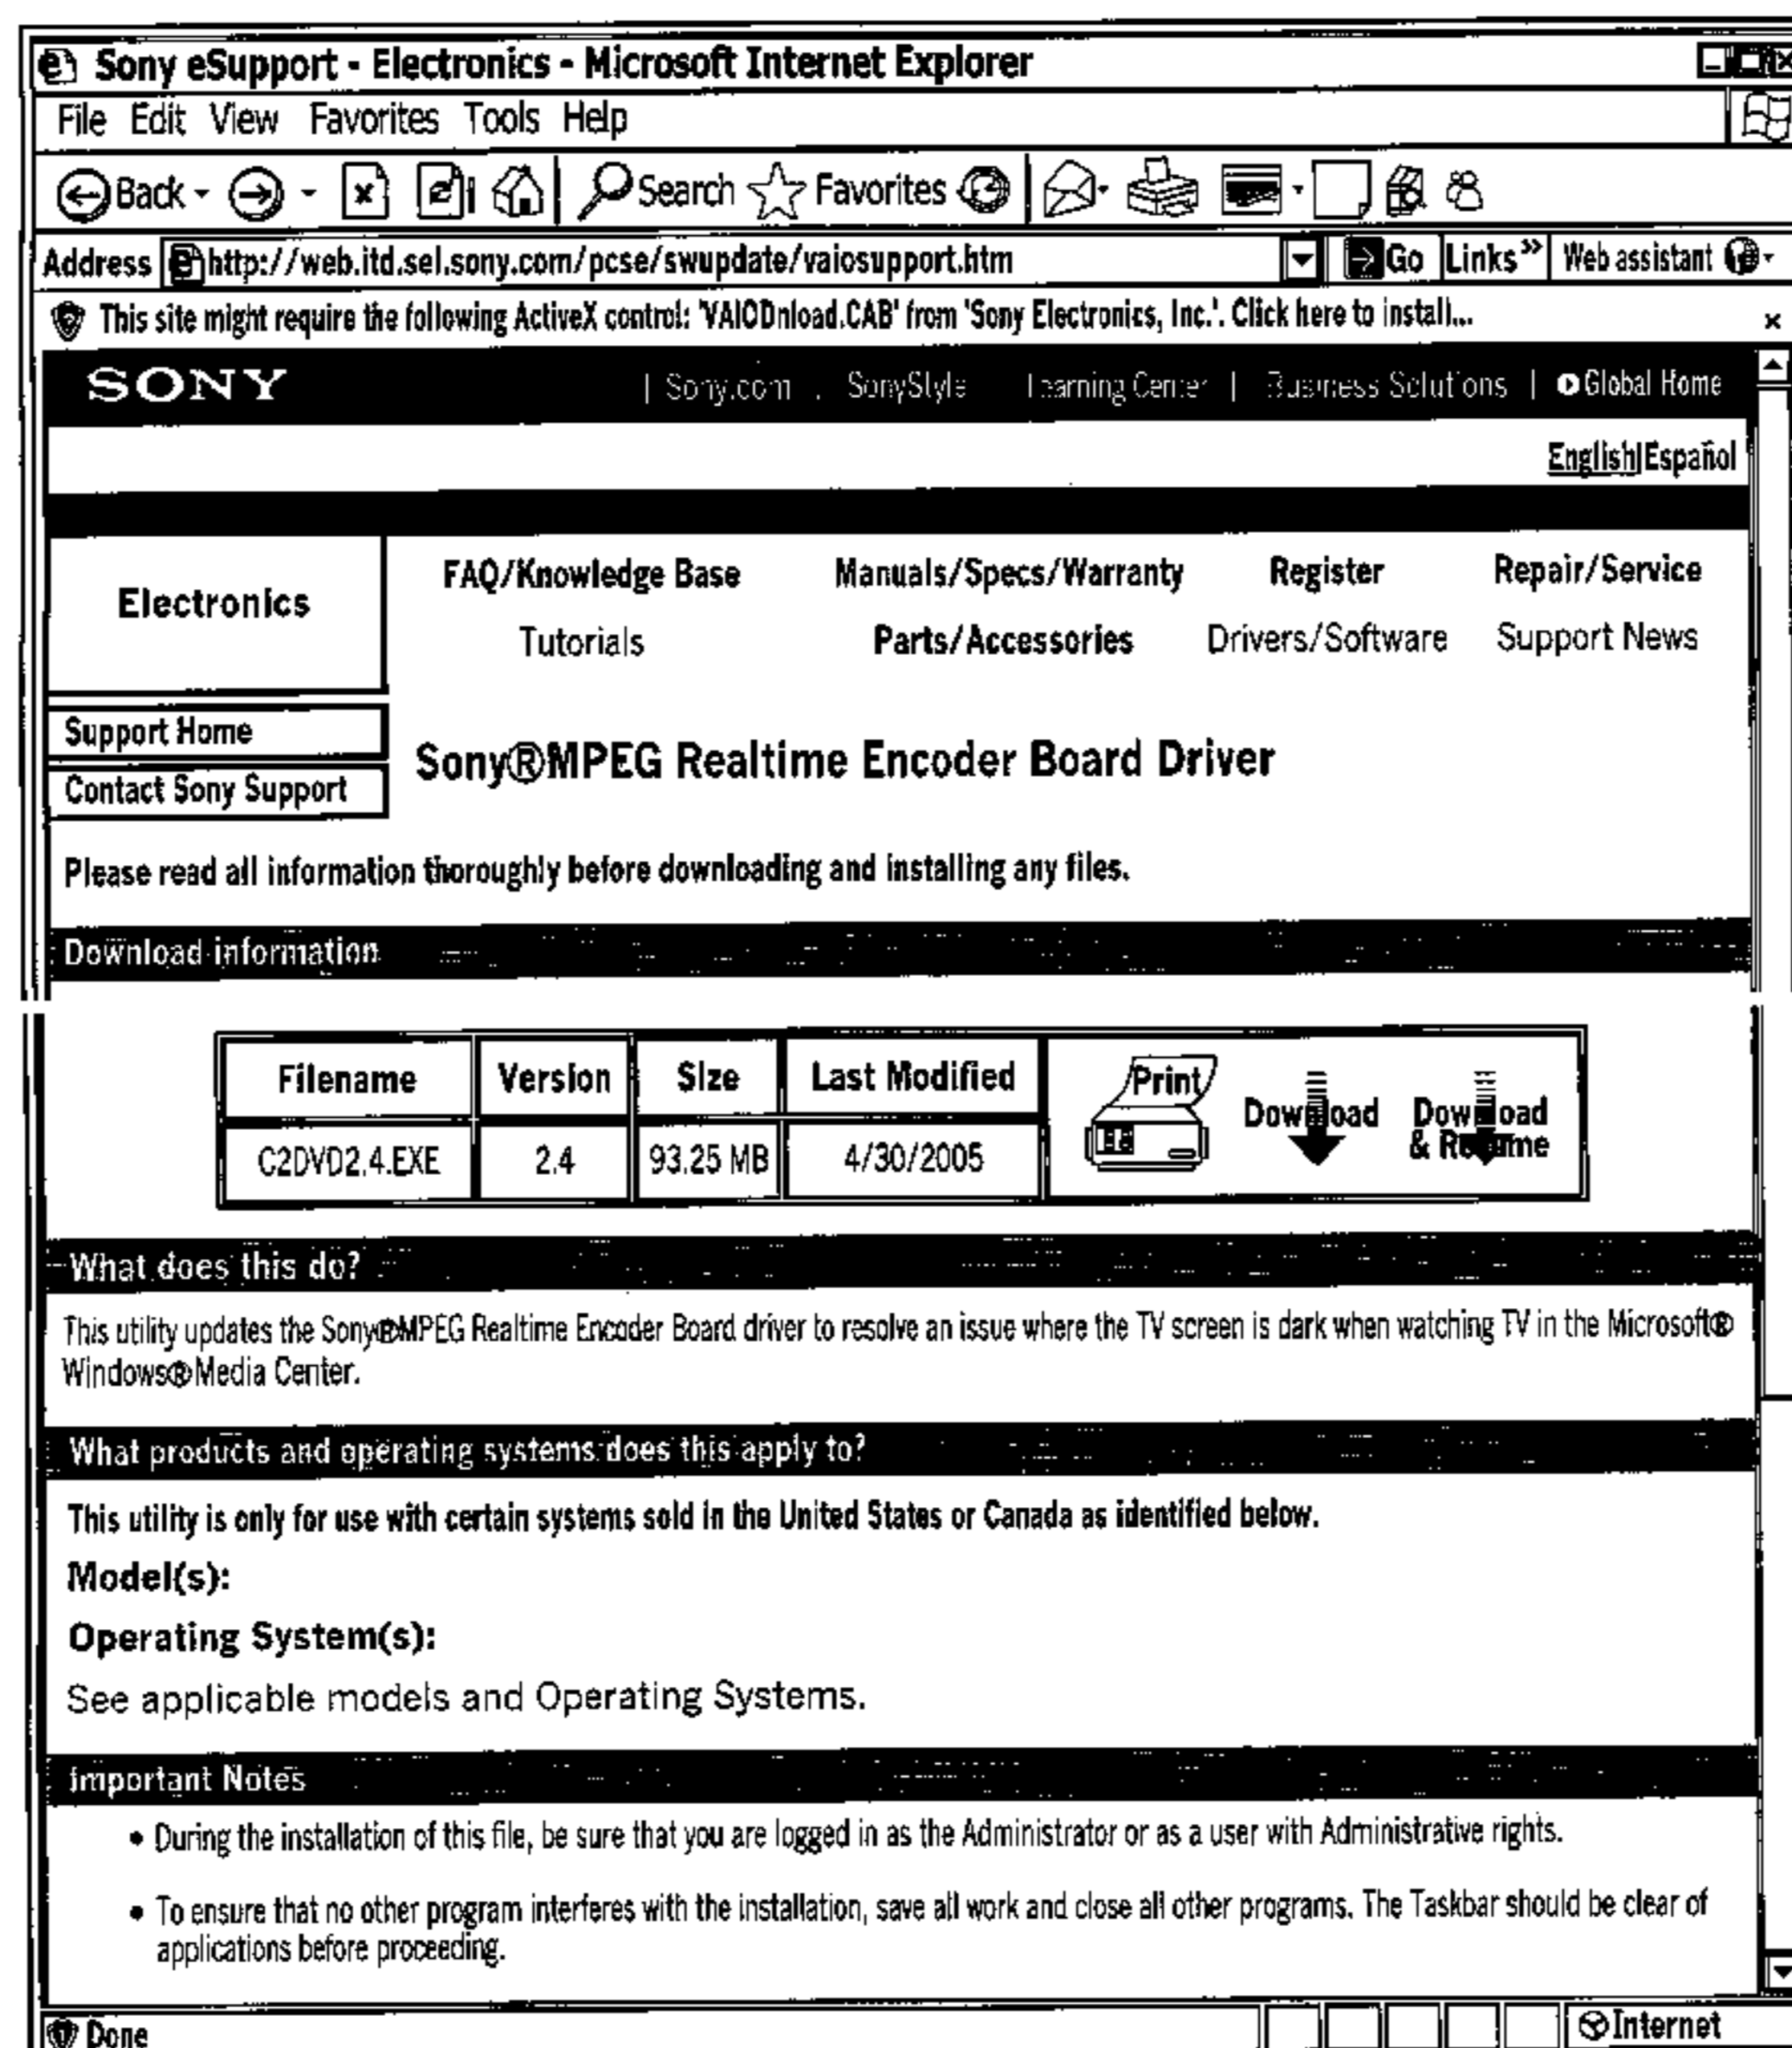 Sony eSupport - Electronics - Microsoft Internet Explorer
File Edit View Favorites Tools Help
Back Search Favorites
Address http://web.itd.sel.sony.com/pcse/swupdate/vaiosupport.htm Go Links» Web assistant
This site might require the following ActiveX control: 'VAIODnload.CAB' from 'Sony Electronics, Inc.'. Click here to install...
SONY | Sony.com SonyStyle Learning Center | Business Solutions | Global Home
English|Español
Electronics
FAQ/Knowledge Base Manuals/Specs/Warranty Register Repair/Service
Tutorials Parts/Accessories Drivers/Software Support News
Support Home
Contact Sony Support
Sony®MPEG Realtime Encoder Board Driver
Please read all information thoroughly before downloading and installing any files.
Download information
Filename Version Size Last Modified
C2DVD2.4.EXE 2.4 93.25 MB 4/30/2005
Print
Download
Download
& Resume
What does this do?
This utility updates the Sony®MPEG Realtime Encoder Board driver to resolve an issue where the TV screen is dark when watching TV in the Microsoft®
Windows®Media Center.
What products and operating systems does this apply to?
This utility is only for use with certain systems sold in the United States or Canada as identified below.
Model(s):
Operating System(s):
See applicable models and Operating Systems.
Important Notes
• During the installation of this file, be sure that you are logged in as the Administrator or as a user with Administrative rights.
• To ensure that no other program interferes with the installation, save all work and close all other programs. The Taskbar should be clear of
applications before proceeding.
Done Internet